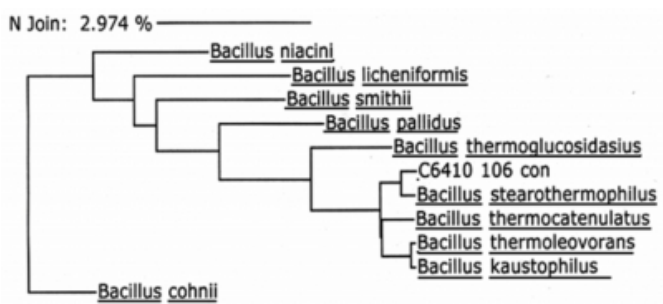 N Join: 2.974 %
Bacillus niacini
Bacillus licheniformis
Bacillus smithii
Bacillus pallidus
Bacillus thermoglucosidasius
C6410 106 con
Bacillus stearothermophilus
Bacillus thermocatenulatus
Bacillus thermoleovorans
Bacillus kaustophilus
Bacillus cohnii